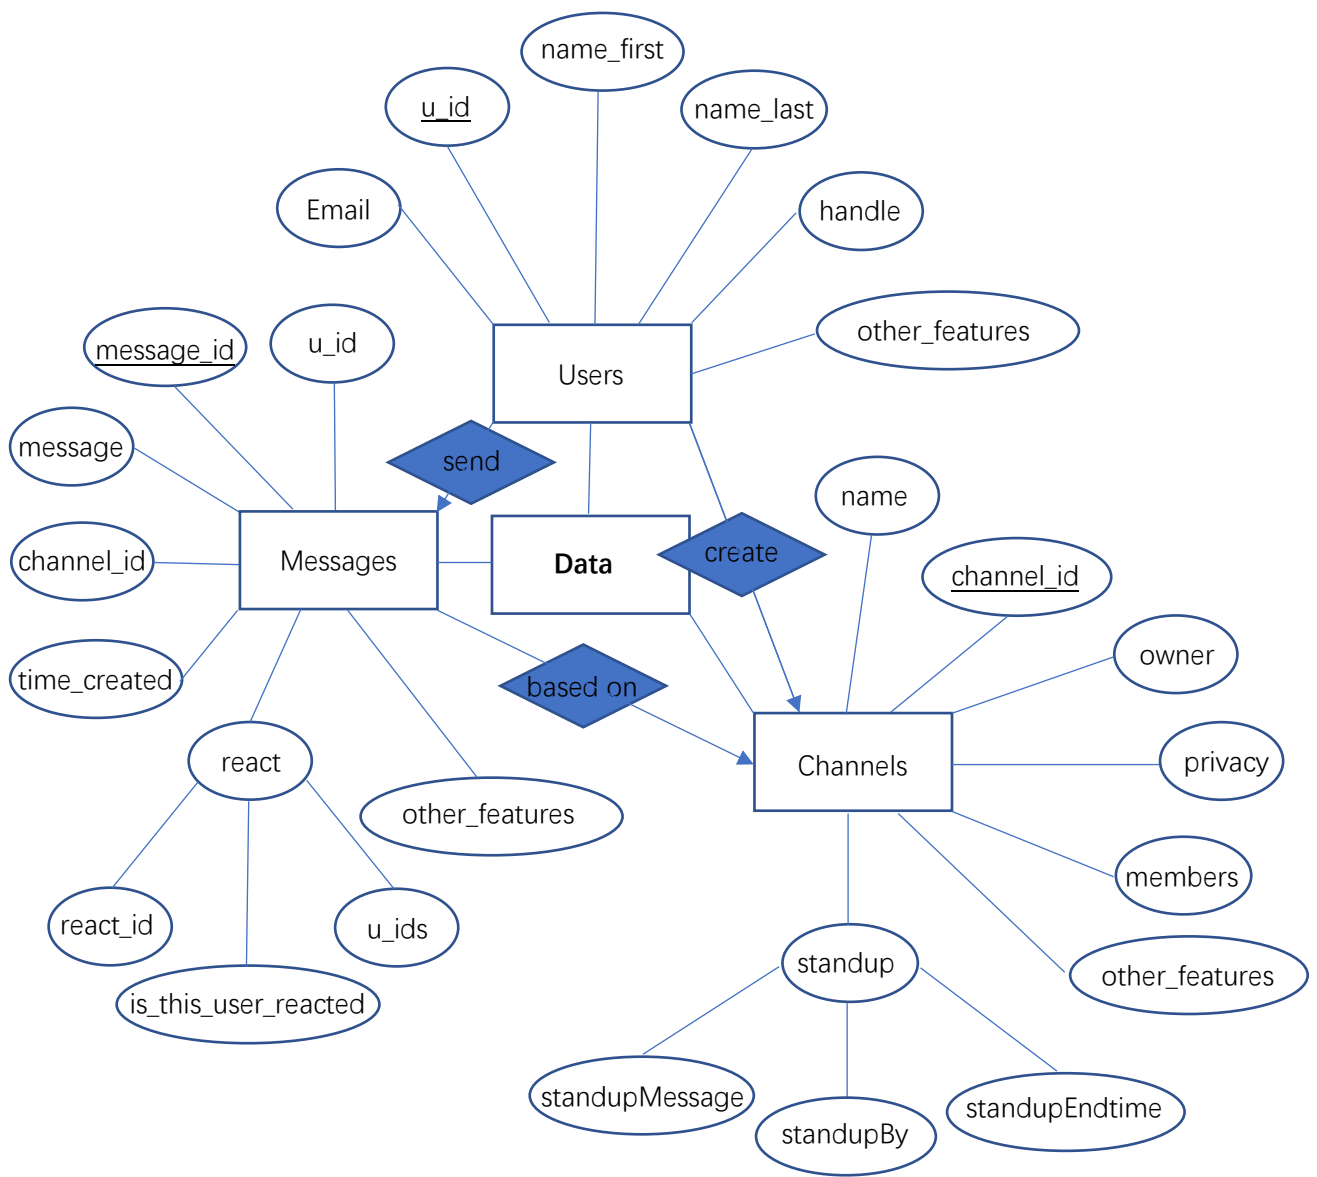 name_first
u_id
name_last
Email
handle
other_features
message_id
u_id
Users
message
send
name
channel_id
Messages
Data
create
channel_id
time_created
based on
owner
react
Channels
privacy
other_features
members
react_id
u_ids
standup
other_features
is_this_user_reacted
standupMessage
standupBy
standupEndtime